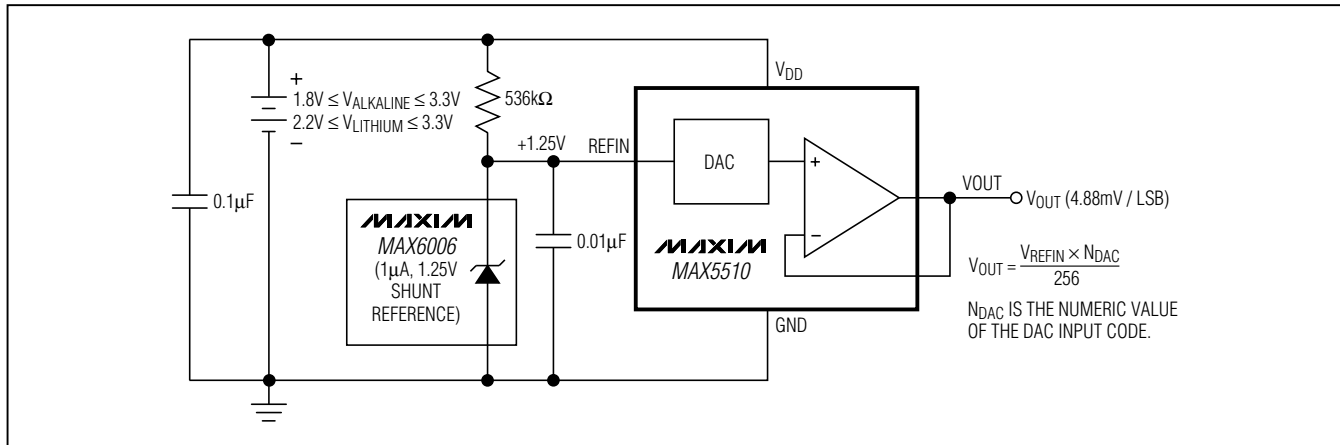 +
1.8V ≤ VALKALINE ≤ 3.3V
2.2V ≤ VLITHIUM ≤ 3.3V
−
536kΩ
0.1µF
+1.25V
REFIN
MAXIM
MAX6006
(1µA, 1.25V
SHUNT
REFERENCE)
0.01µF
VDD
DAC
+
−
MAXIM
MAX5510
GND
VOUT
VOUT (4.88mV / LSB)
VOUT = VREFIN × NDAC
256
NDAC IS THE NUMERIC VALUE
OF THE DAC INPUT CODE.